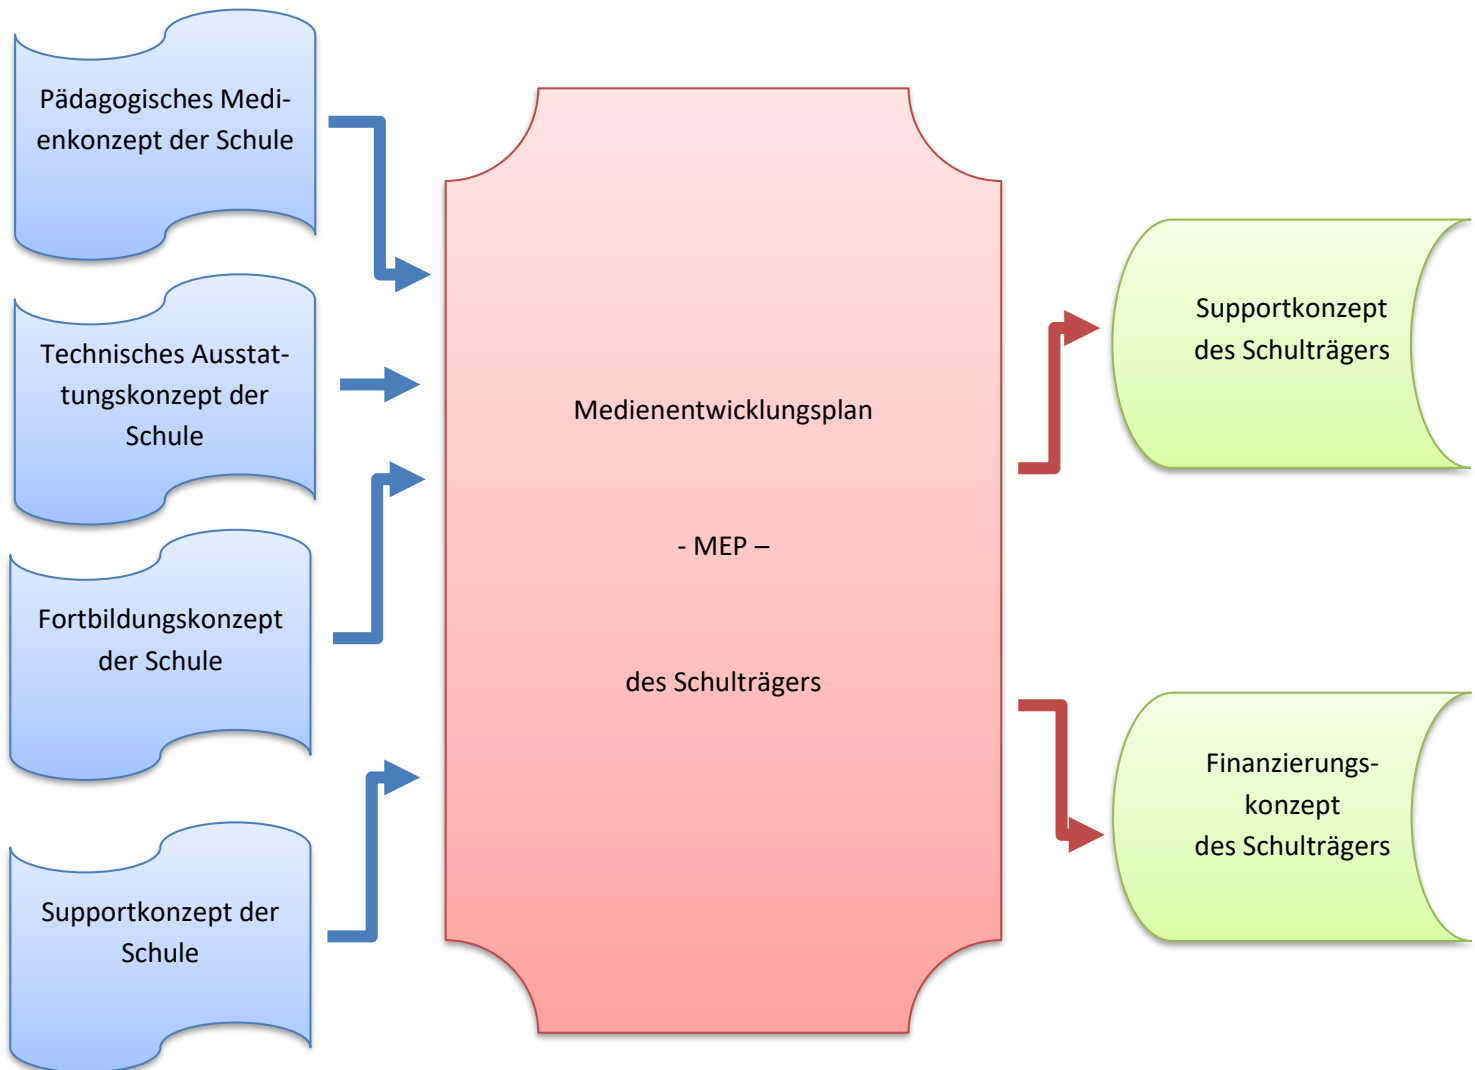 Pädagogisches Medi-
enkonzept der Schule
Technisches Ausstat-
tungskonzept der
Schule
Fortbildungskonzept
der Schule
Supportkonzept der
Schule
Medienentwicklungsplan
- MEP –
des Schulträgers
Supportkonzept
des Schulträgers
Finanzierungs-
konzept
des Schulträgers